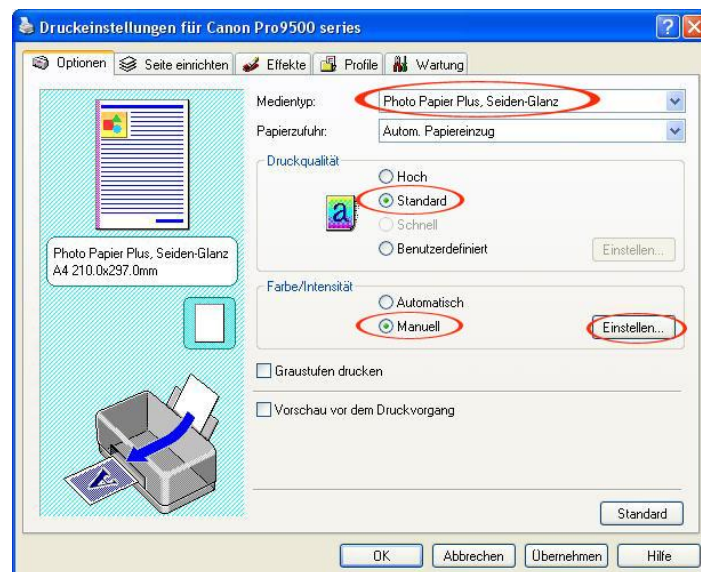 Druckeinstellungen für Canon Pro9500 series
Optionen Seite einrichten Effekte Profile Wartung
Medientyp: Photo Papier Plus, Seiden-Glanz
Papierzufuhr: Autom. Papiereinzug
Druckqualität
Hoch
Standard
Schnell
Benutzerdefiniert Einstellen...
Photo Papier Plus, Seiden-Glanz
A4 210.0x297.0mm
Farbe/Intensität
Automatisch
Manuell Einstellen...
Graustufen drucken
Vorschau vor dem Druckvorgang
Standard
OK Abbrechen Übernehmen Hilfe